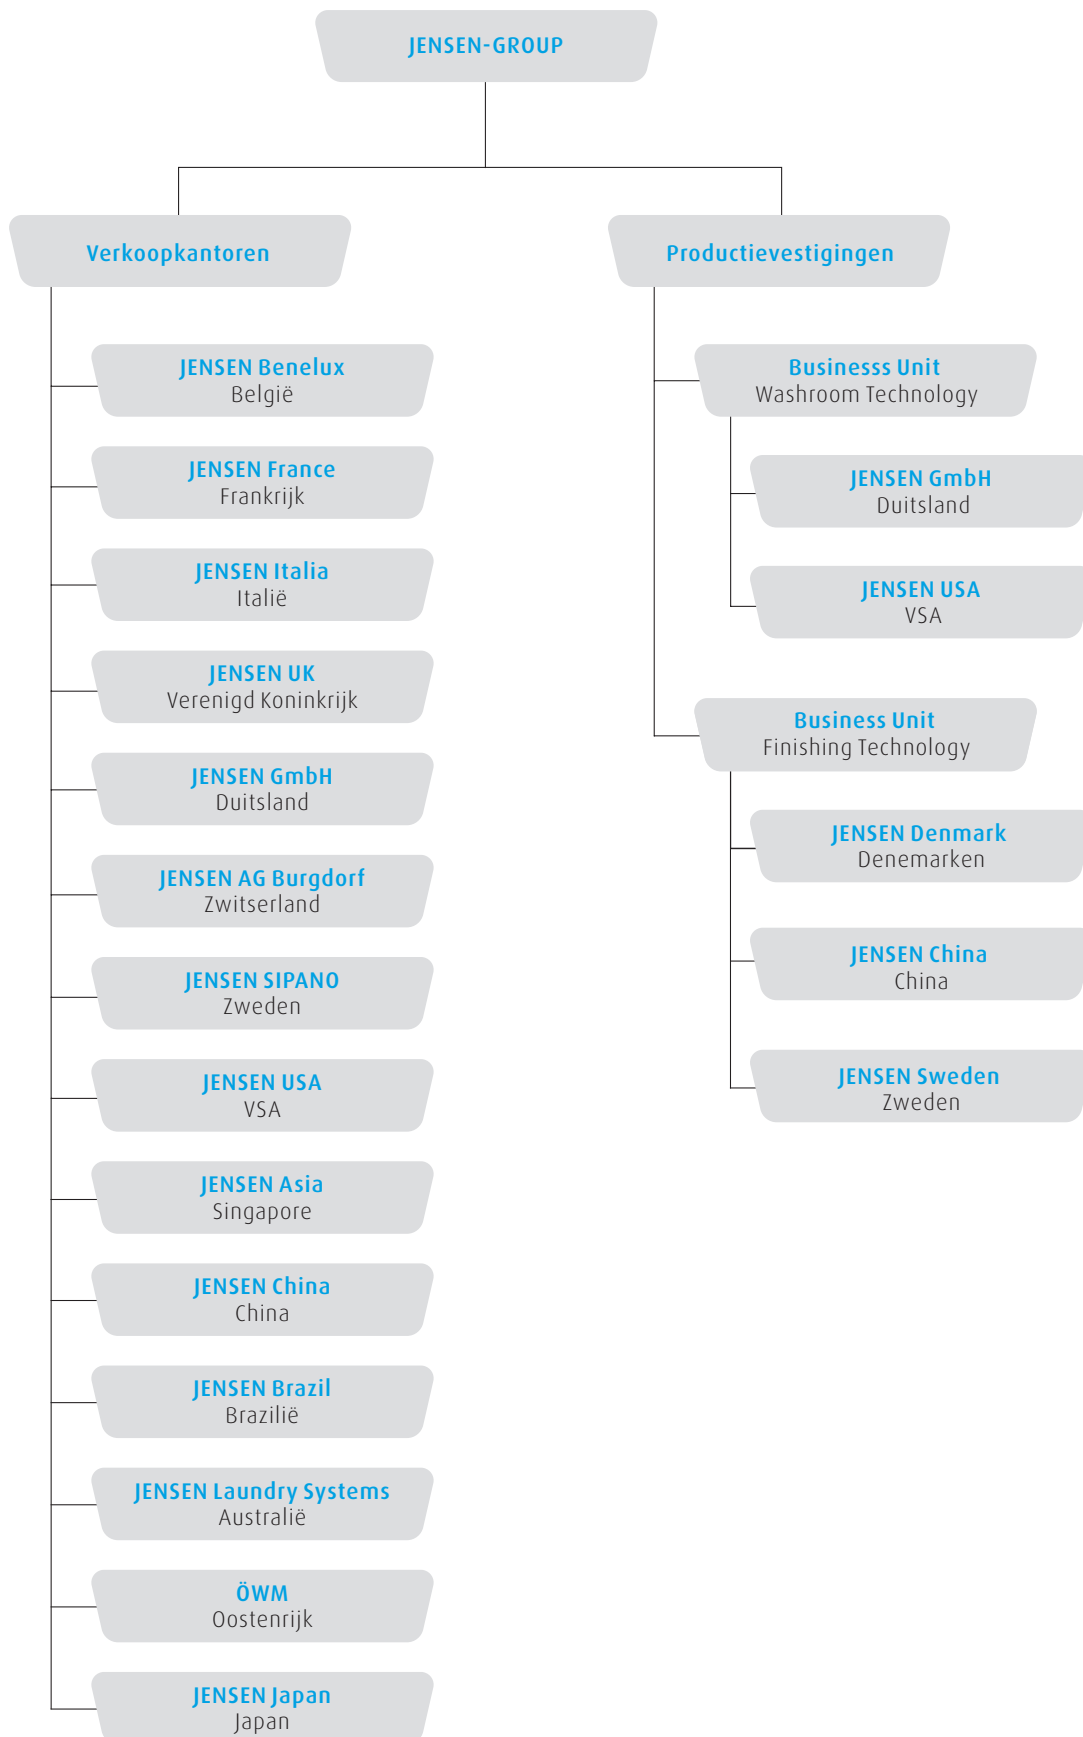 JENSEN-GROUP
Verkoopkantoren
JENSEN Benelux
België
JENSEN France
Frankrijk
JENSEN Italia
Italië
JENSEN UK
Verenigd Koninkrijk
JENSEN GmbH
Duitsland
JENSEN AG Burgdorf
Zwitserland
JENSEN SIPANO
Zweden
JENSEN USA
VSA
JENSEN Asia
Singapore
JENSEN China
China
JENSEN Brazil
Brazilië
JENSEN Laundry Systems
Australië
ÖWM
Oostenrijk
JENSEN Japan
Japan
Productievestigingen
Businesss Unit
Washroom Technology
JENSEN GmbH
Duitsland
JENSEN USA
VSA
Business Unit
Finishing Technology
JENSEN Denmark
Denemarken
JENSEN China
China
JENSEN Sweden
Zweden